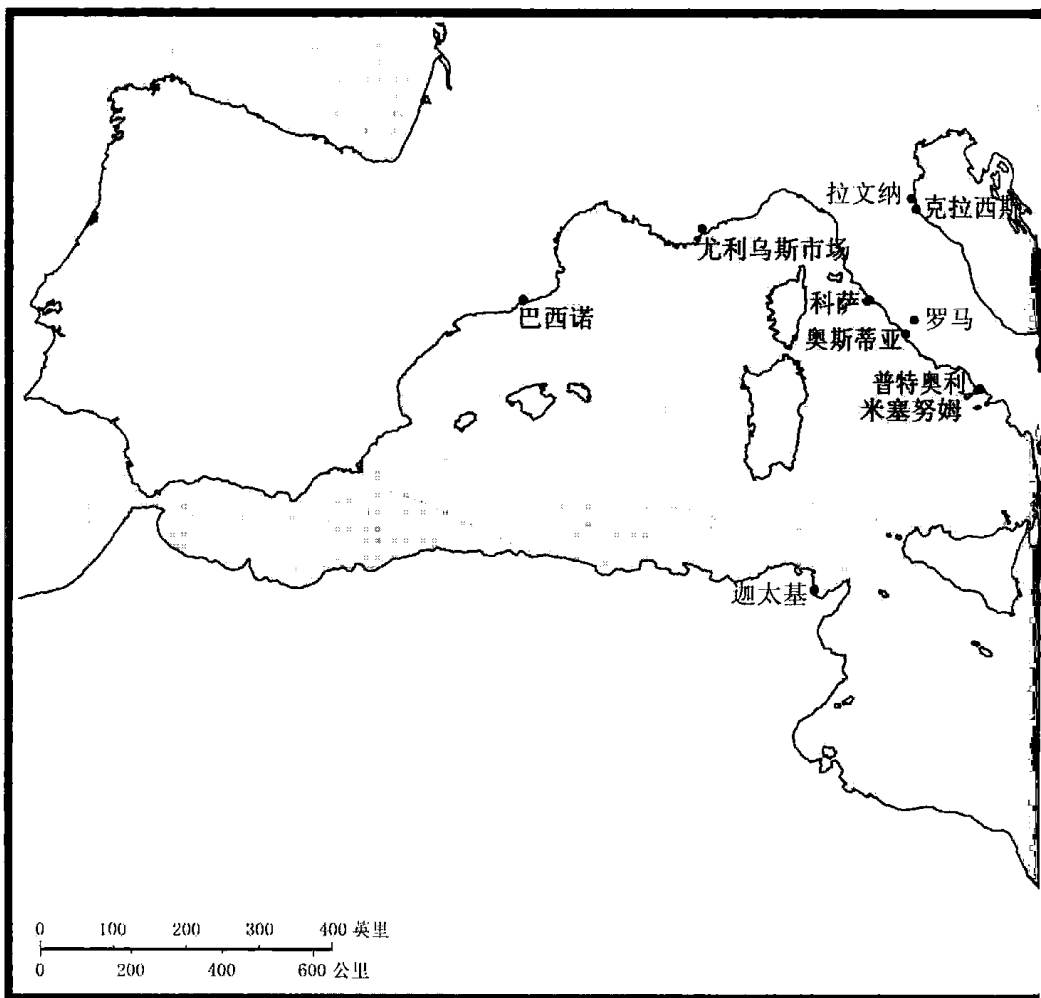 拉文纳
克拉西斯
尤利乌斯市场
科萨
巴西诺
罗马
奥斯蒂亚
普特奥利
米塞努姆
迦太基
0 100 200 300 400 英里
0 200 400 600 公里